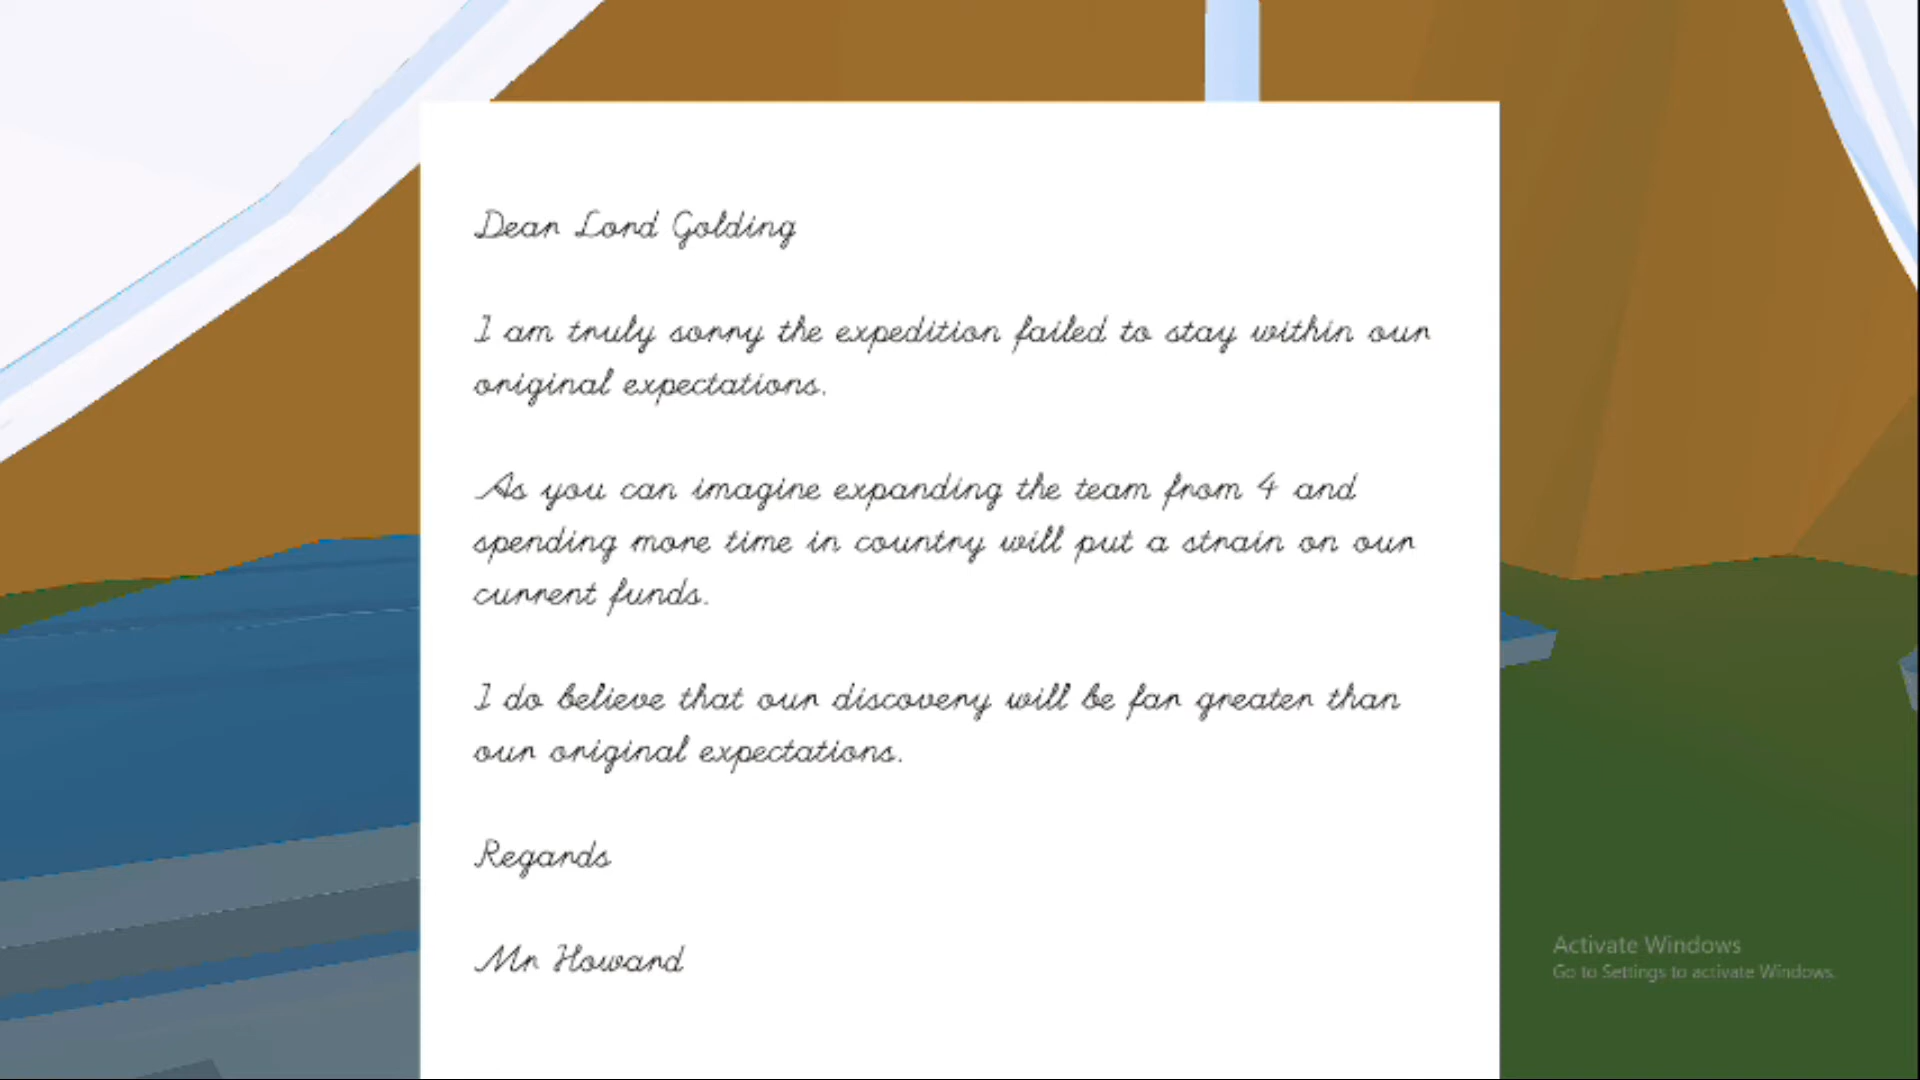 Dear Lord Golding
I am truly sorry the expedition failed to stay within our
original expectations.
As you can imagine expanding the team from 4 and
spending more time in country will put a strain on our
current funds.
I do believe that our discovery will be far greater than
our original expectations.
Regards
Mr Howard
Activate Windows
Go to Settings to activate Windows.